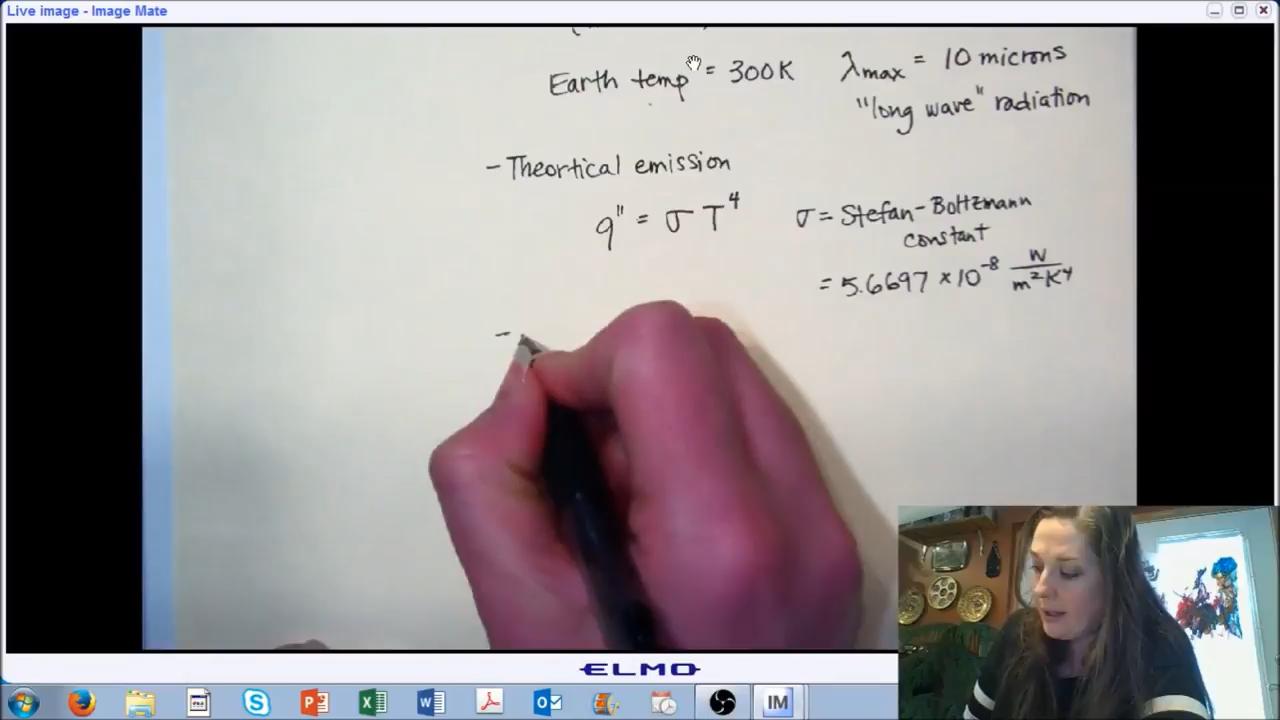 Live image - Image Mate
Earth temp = 300K λmax = 10 microns
"long wave" radiation
- Theortical emission
q" = σ T⁴ σ = Stefan-Boltzmann
constant
= 5.6697 × 10⁻⁸ W/m²K⁴
-
ELMO
IM